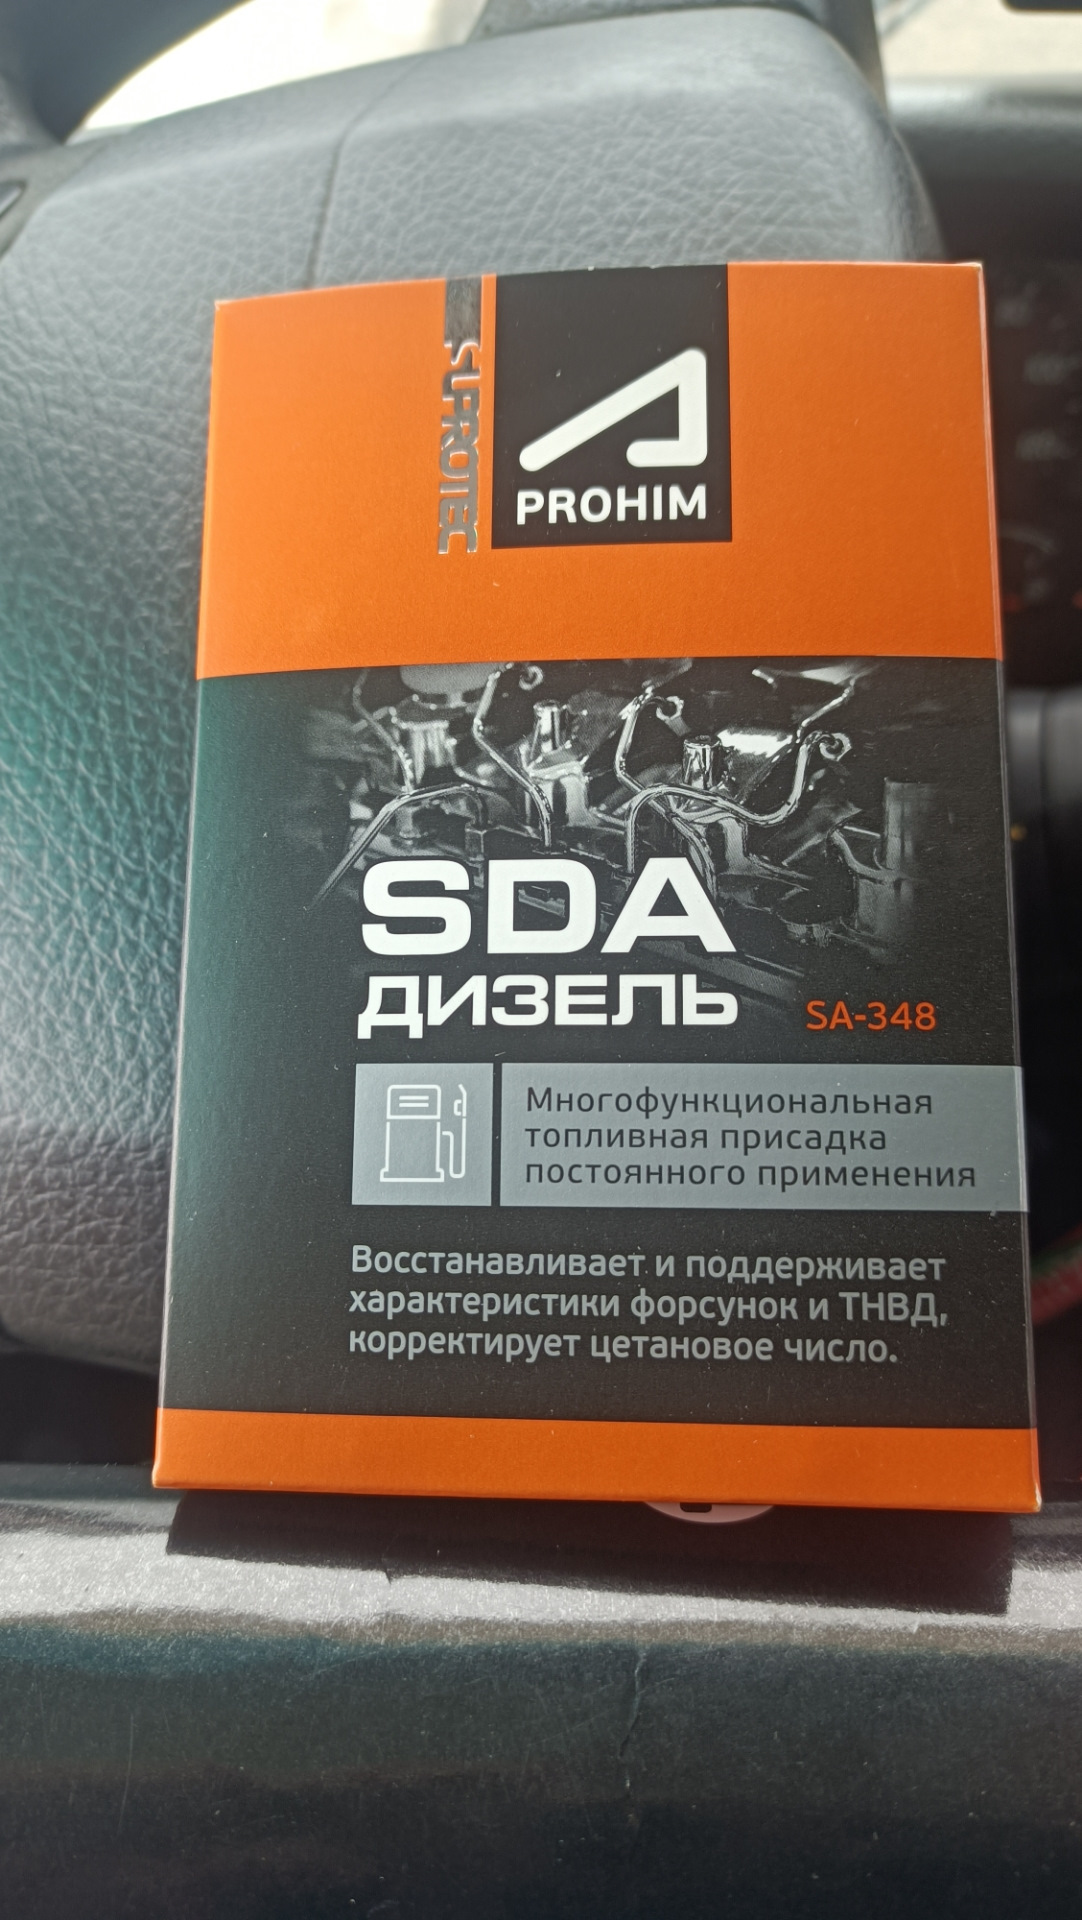 SUPROTEC
PROHIM
SDA
ДИЗЕЛЬ
SA-348
Многофункциональная
топливная присадка
постоянного применения
Восстанавливает и поддерживает
характеристики форсунок и ТНВД,
корректирует цетановое число.